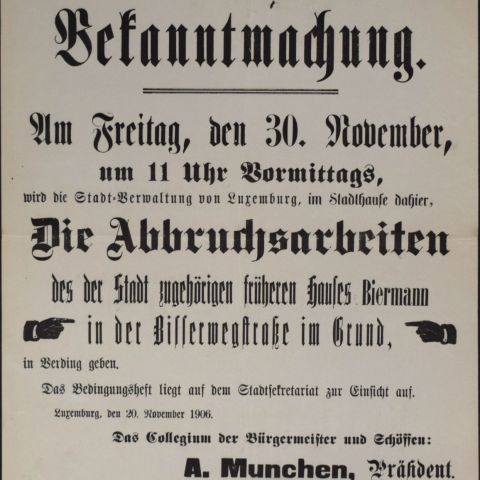 Bekanntmachung.
Am Freitag, den 30. November,
um 11 Uhr Vormittags,
wird die Stadt-Verwaltung von Luxemburg, im Stadthause dahier,
Die Abbruchsarbeiten
des der Stadt zugehörigen früheren Hauses Biermann
in der Bisserwegstraße im Grund,
in Verding geben.
Das Bedingungsheft liegt auf dem Stadtsekretariat zur Einsicht auf.
Luxemburg, den 20. November 1906.
Das Collegium der Bürgermeister und Schöffen:
A. Munchen, Präsident.